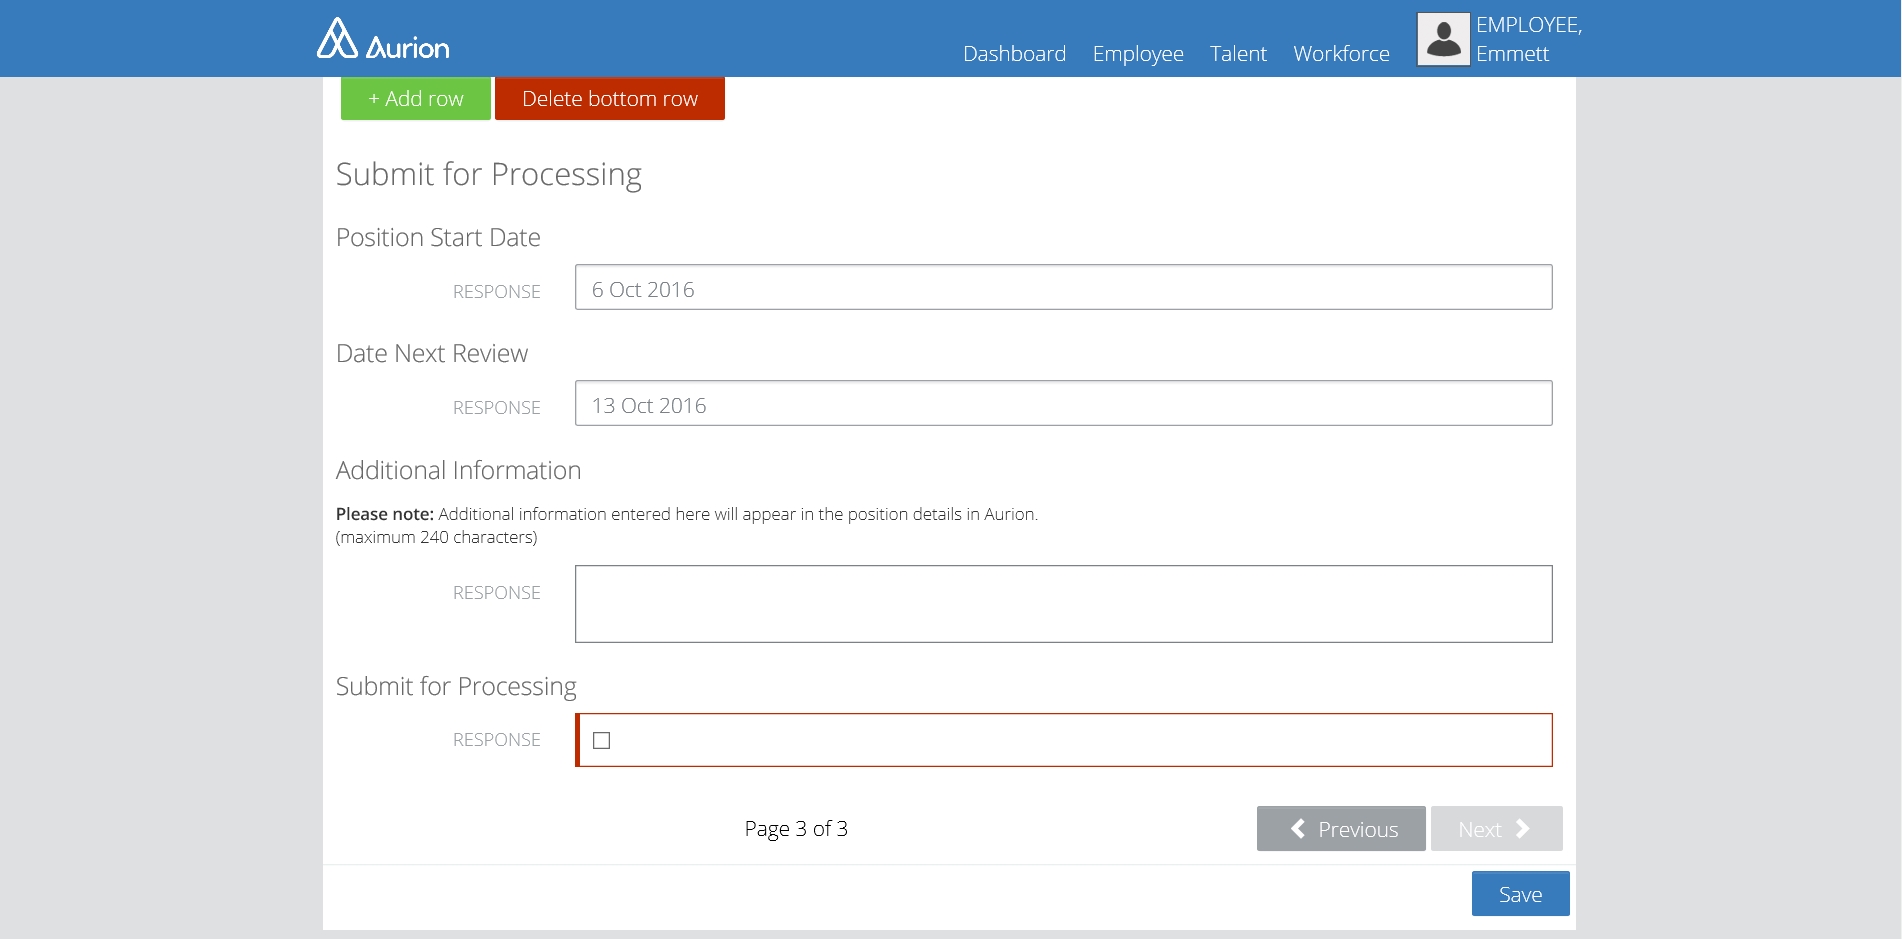 Aurion
Dashboard Employee Talent Workforce
EMPLOYEE,
Emmett
+ Add row
Delete bottom row
Submit for Processing
Position Start Date
RESPONSE
6 Oct 2016
Date Next Review
RESPONSE
13 Oct 2016
Additional Information
Please note: Additional information entered here will appear in the position details in Aurion.
(maximum 240 characters)
RESPONSE
Submit for Processing
RESPONSE
Page 3 of 3
Previous
Next
Save